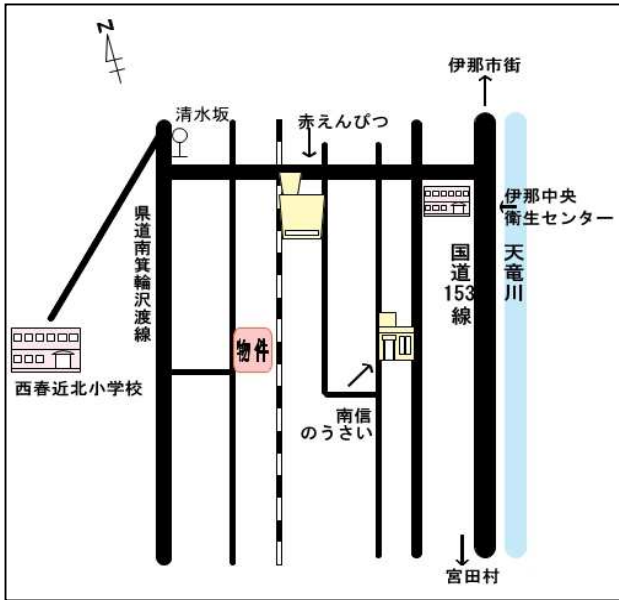 N
伊那市街
清水坂
赤えんぴつ
伊那中央
衛生センター
県道南箕輪沢渡線
国道153線
天竜川
物件
西春近北小学校
南信
のうさい
宮田村